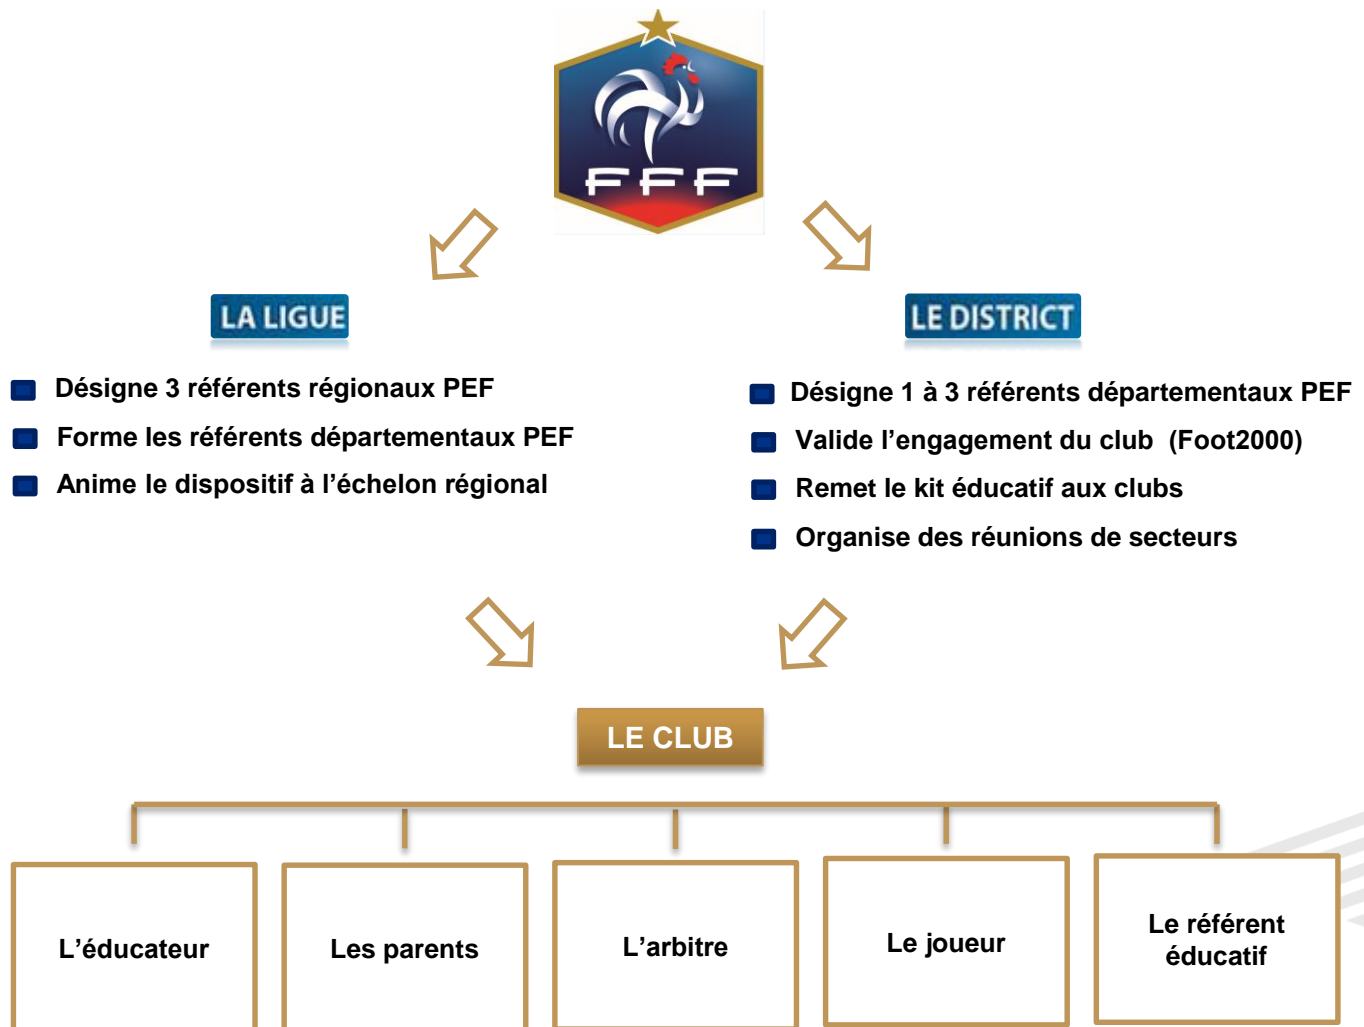 FFF
LA LIGUE
Désigne 3 référents régionaux PEF
Forme les référents départementaux PEF
Anime le dispositif à l’échelon régional
LE DISTRICT
Désigne 1 à 3 référents départementaux PEF
Valide l’engagement du club (Foot2000)
Remet le kit éducatif aux clubs
Organise des réunions de secteurs
LE CLUB
L’éducateur
Les parents
L’arbitre
Le joueur
Le référent
éducatif